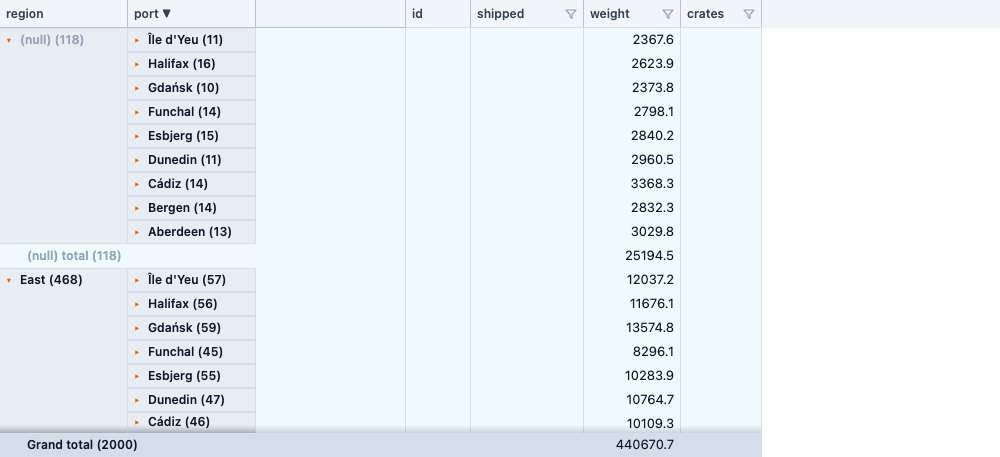 region port ▼ id shipped weight crates
(null) (118) Île d'Yeu (11) 2367.6
Halifax (16) 2623.9
Gdańsk (10) 2373.8
Funchal (14) 2798.1
Esbjerg (15) 2840.2
Dunedin (11) 2960.5
Cádiz (14) 3368.3
Bergen (14) 2832.3
Aberdeen (13) 3029.8
(null) total (118) 25194.5
East (468) Île d'Yeu (57) 12037.2
Halifax (56) 11676.1
Gdańsk (59) 13574.8
Funchal (45) 8296.1
Esbjerg (55) 10283.9
Dunedin (47) 10764.7
Cádiz (46) 10109.3
Grand total (2000) 440670.7